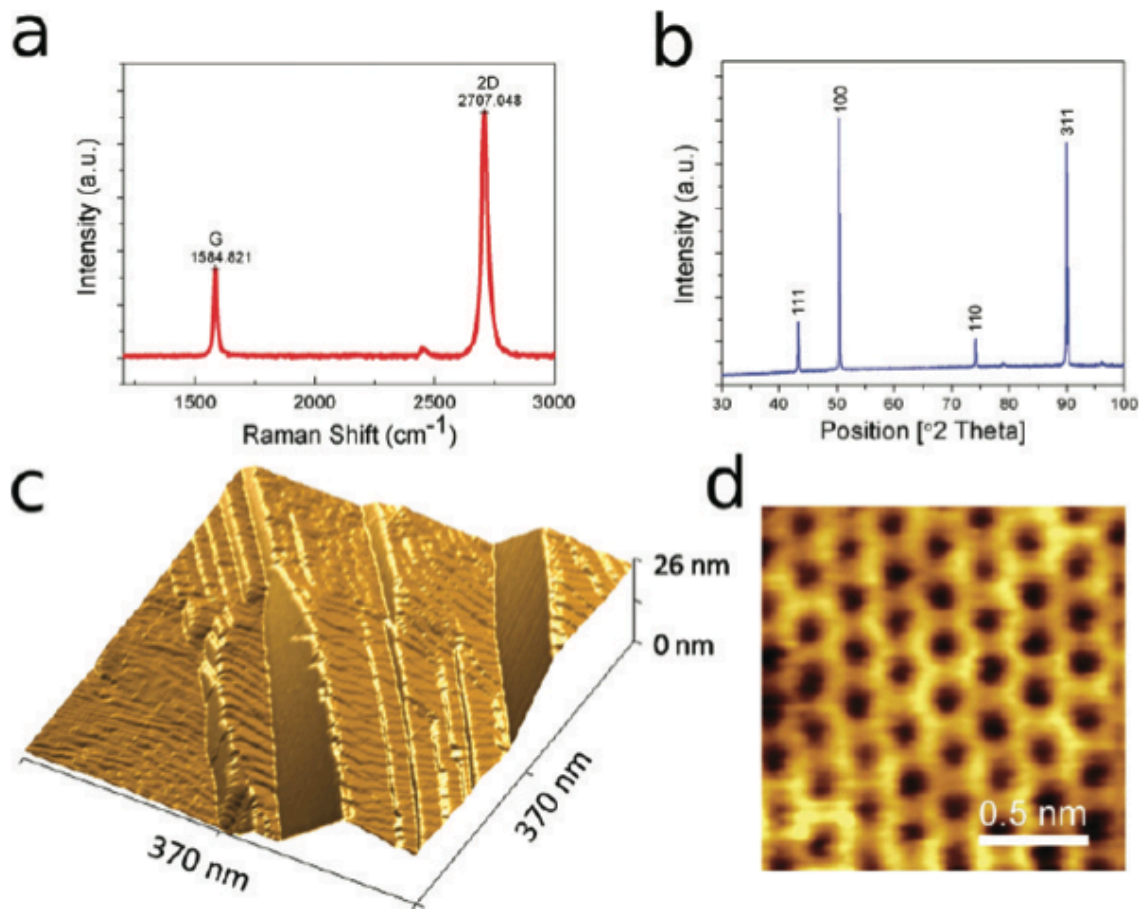 a
2D
2707.048
G
1584.821
Intensity (a.u.)
1500 2000 2500 3000
Raman Shift (cm⁻¹)
b
100
311
111
110
Intensity (a.u.)
30 40 50 60 70 80 90 100
Position [°2 Theta]
c
26 nm
0 nm
370 nm
370 nm
d
0.5 nm